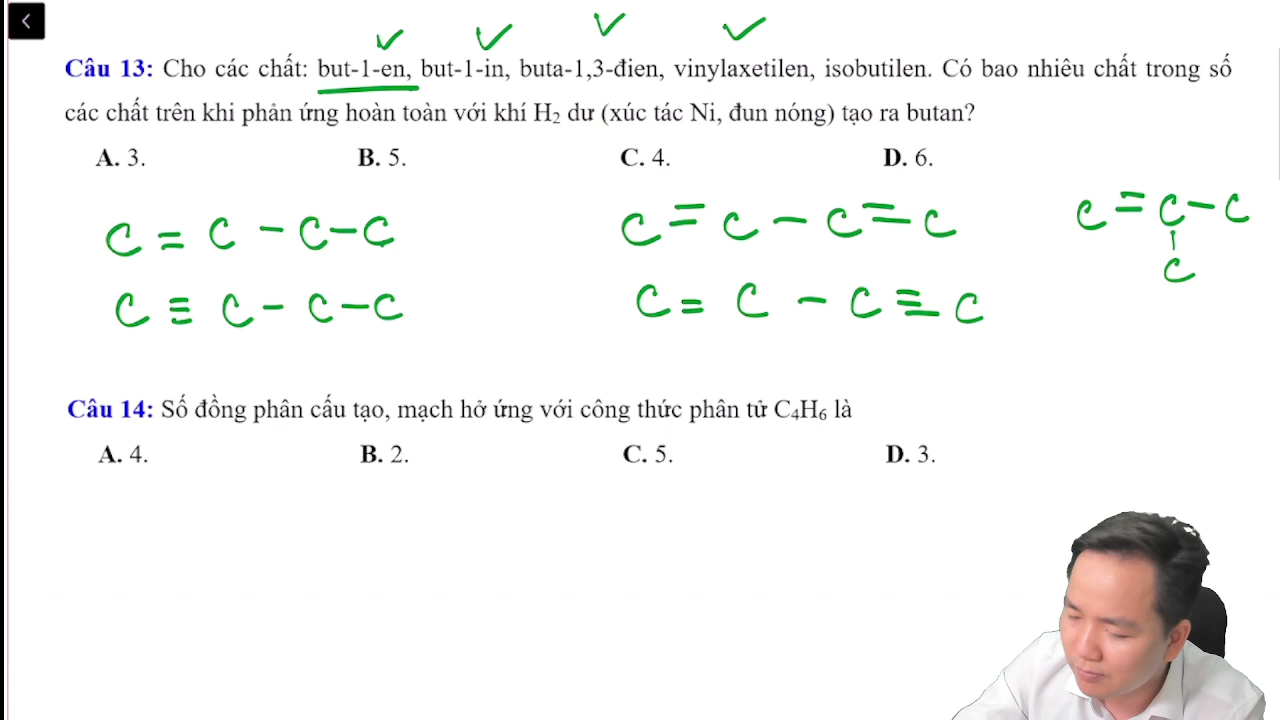 Câu 13: Cho các chất: but-1-en, but-1-in, buta-1,3-đien, vinylaxetilen, isobutilen. Có bao nhiêu chất trong số
các chất trên khi phản ứng hoàn toàn với khí H₂ dư (xúc tác Ni, đun nóng) tạo ra butan?
A. 3. B. 5. C. 4. D. 6.
C = C - C - C
C ≡ C - C - C
C = C - C = C
C = C - C ≡ C
C = C - C
|
C
Câu 14: Số đồng phân cấu tạo, mạch hở ứng với công thức phân tử C₄H₆ là
A. 4. B. 2. C. 5. D. 3.